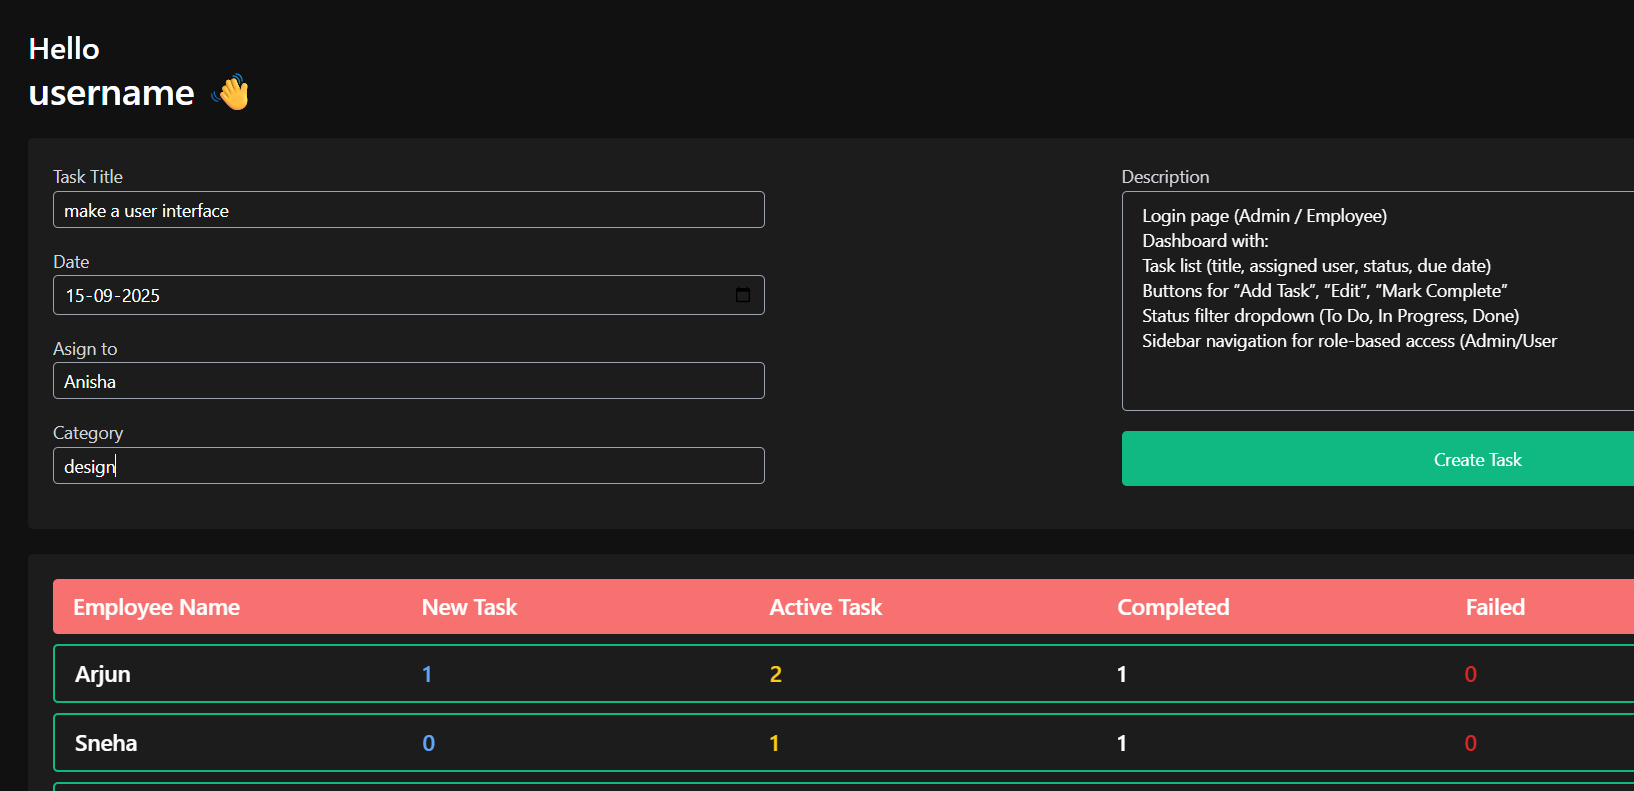 Hello
username 👋
Task Title
make a user interface
Date
15-09-2025
Asign to
Anisha
Category
design
Description
Login page (Admin / Employee)
Dashboard with:
Task list (title, assigned user, status, due date)
Buttons for “Add Task”, “Edit”, “Mark Complete”
Status filter dropdown (To Do, In Progress, Done)
Sidebar navigation for role-based access (Admin/User
Create Task
Employee Name New Task Active Task Completed Failed
Arjun 1 2 1 0
Sneha 0 1 1 0